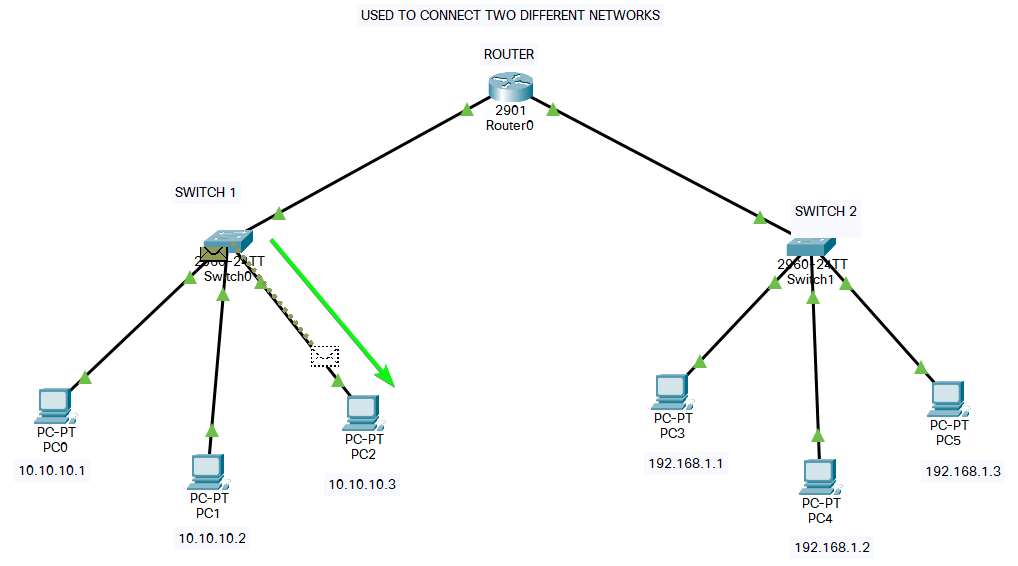 USED TO CONNECT TWO DIFFERENT NETWORKS
ROUTER
2901
Router0
SWITCH 1
2960-24TT
Switch0
SWITCH 2
2960-24TT
Switch1
PC-PT
PC0
10.10.10.1
PC-PT
PC1
10.10.10.2
PC-PT
PC2
10.10.10.3
PC-PT
PC3
192.168.1.1
PC-PT
PC4
192.168.1.2
PC-PT
PC5
192.168.1.3